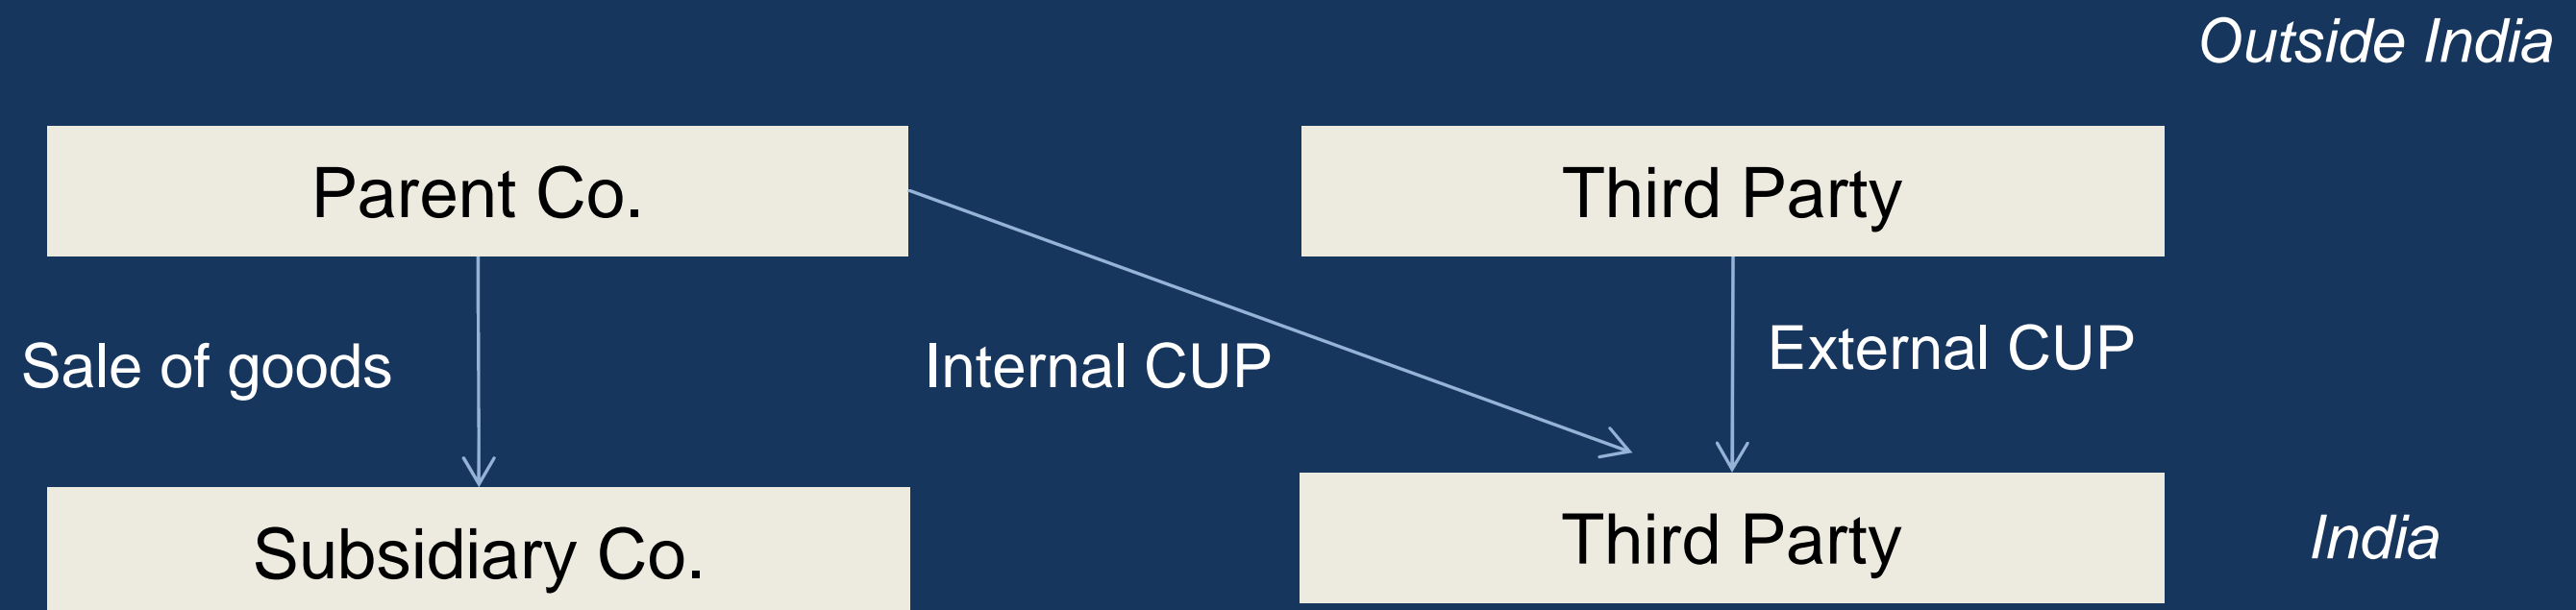 Outside India
Parent Co.
Third Party
Sale of goods
Internal CUP
External CUP
Subsidiary Co.
Third Party
India